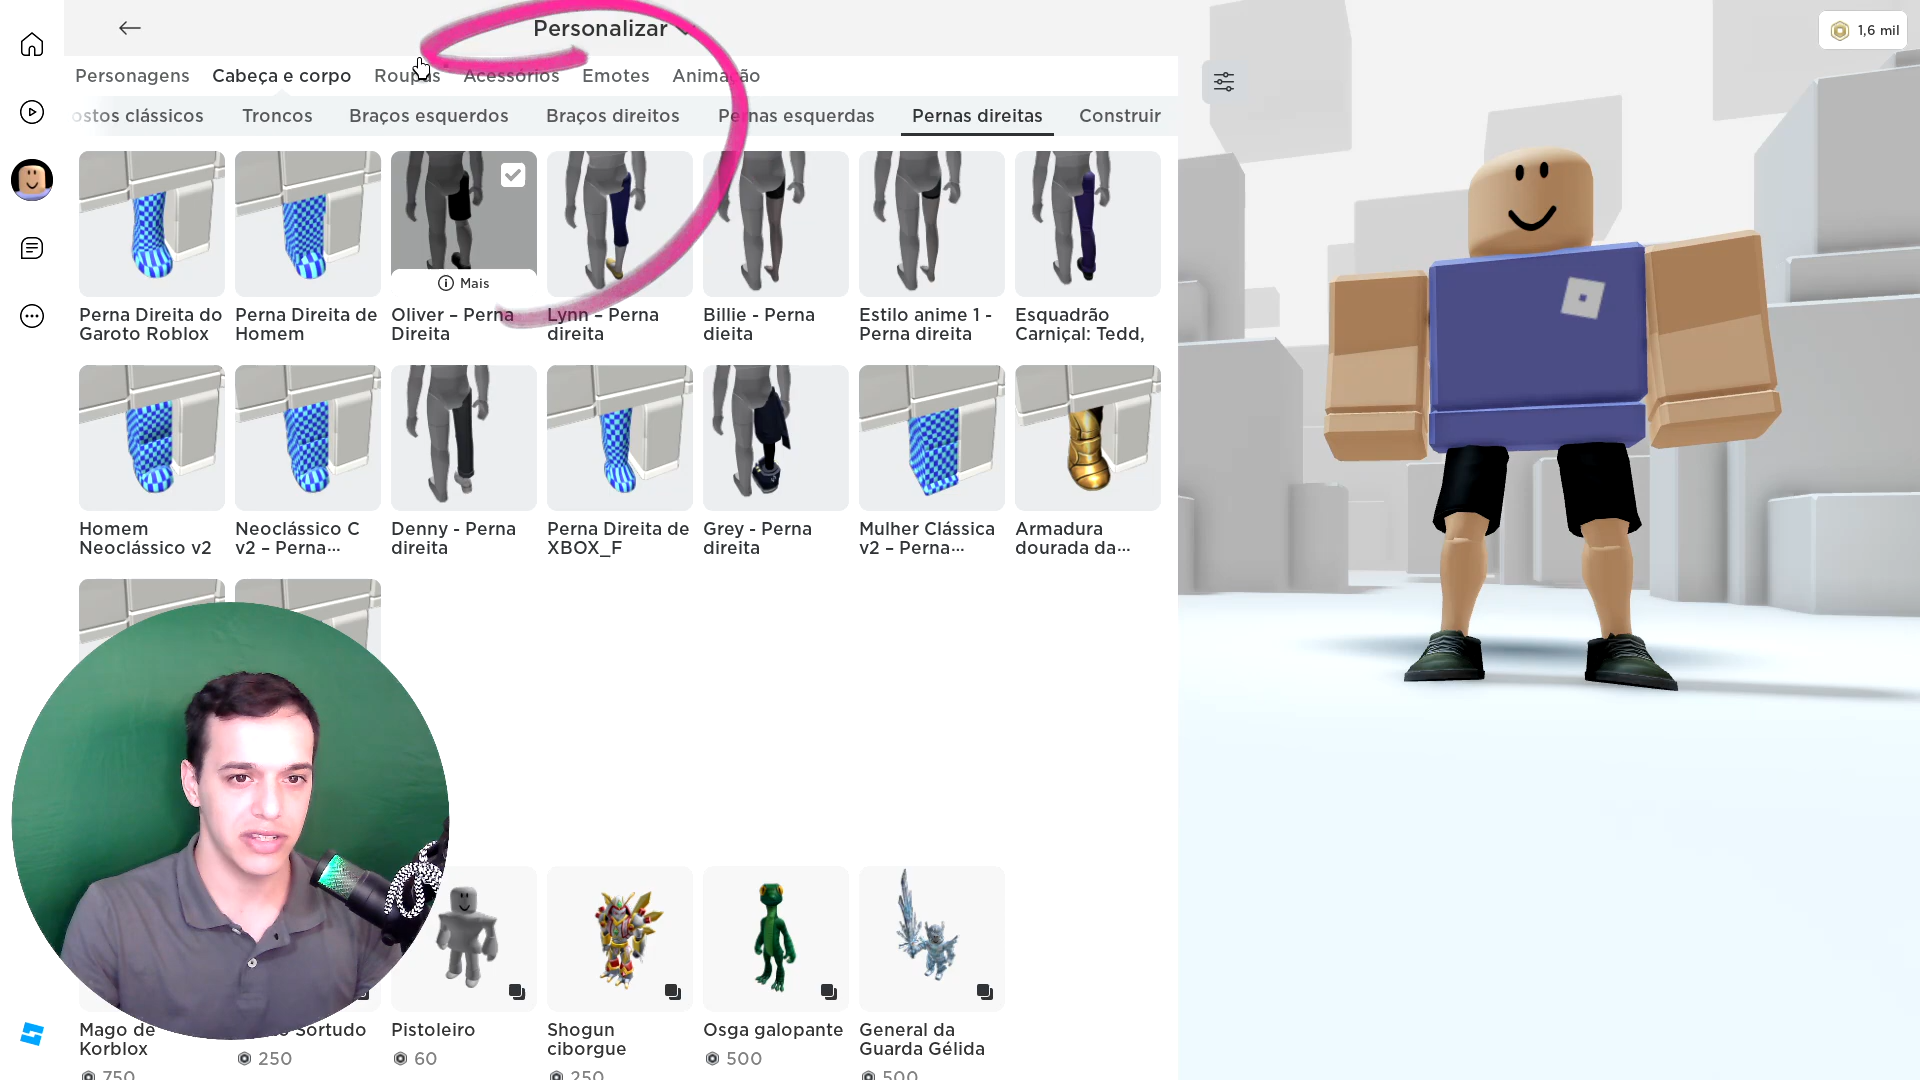 Personalizar
1,6 mil
Personagens
Cabeça e corpo
Roupas
Acessórios
Emotes
Animação
ostos clássicos
Troncos
Braços esquerdos
Braços direitos
Pernas esquerdas
Pernas direitas
Construir
Mais
Perna Direita do
Garoto Roblox
Perna Direita de
Homem
Oliver – Perna
Direita
Lynn – Perna
direita
Billie - Perna
dieita
Estilo anime 1 -
Perna direita
Esquadrão
Carniçal: Tedd,
Homem
Neoclássico v2
Neoclássico C
v2 – Perna...
Denny - Perna
direita
Perna Direita de
XBOX_F
Grey - Perna
direita
Mulher Clássica
v2 – Perna...
Armadura
dourada da...
Mago de
Korblox
750
Sortudo
250
Pistoleiro
60
Shogun
ciborgue
250
Osga galopante
500
General da
Guarda Gélida
500